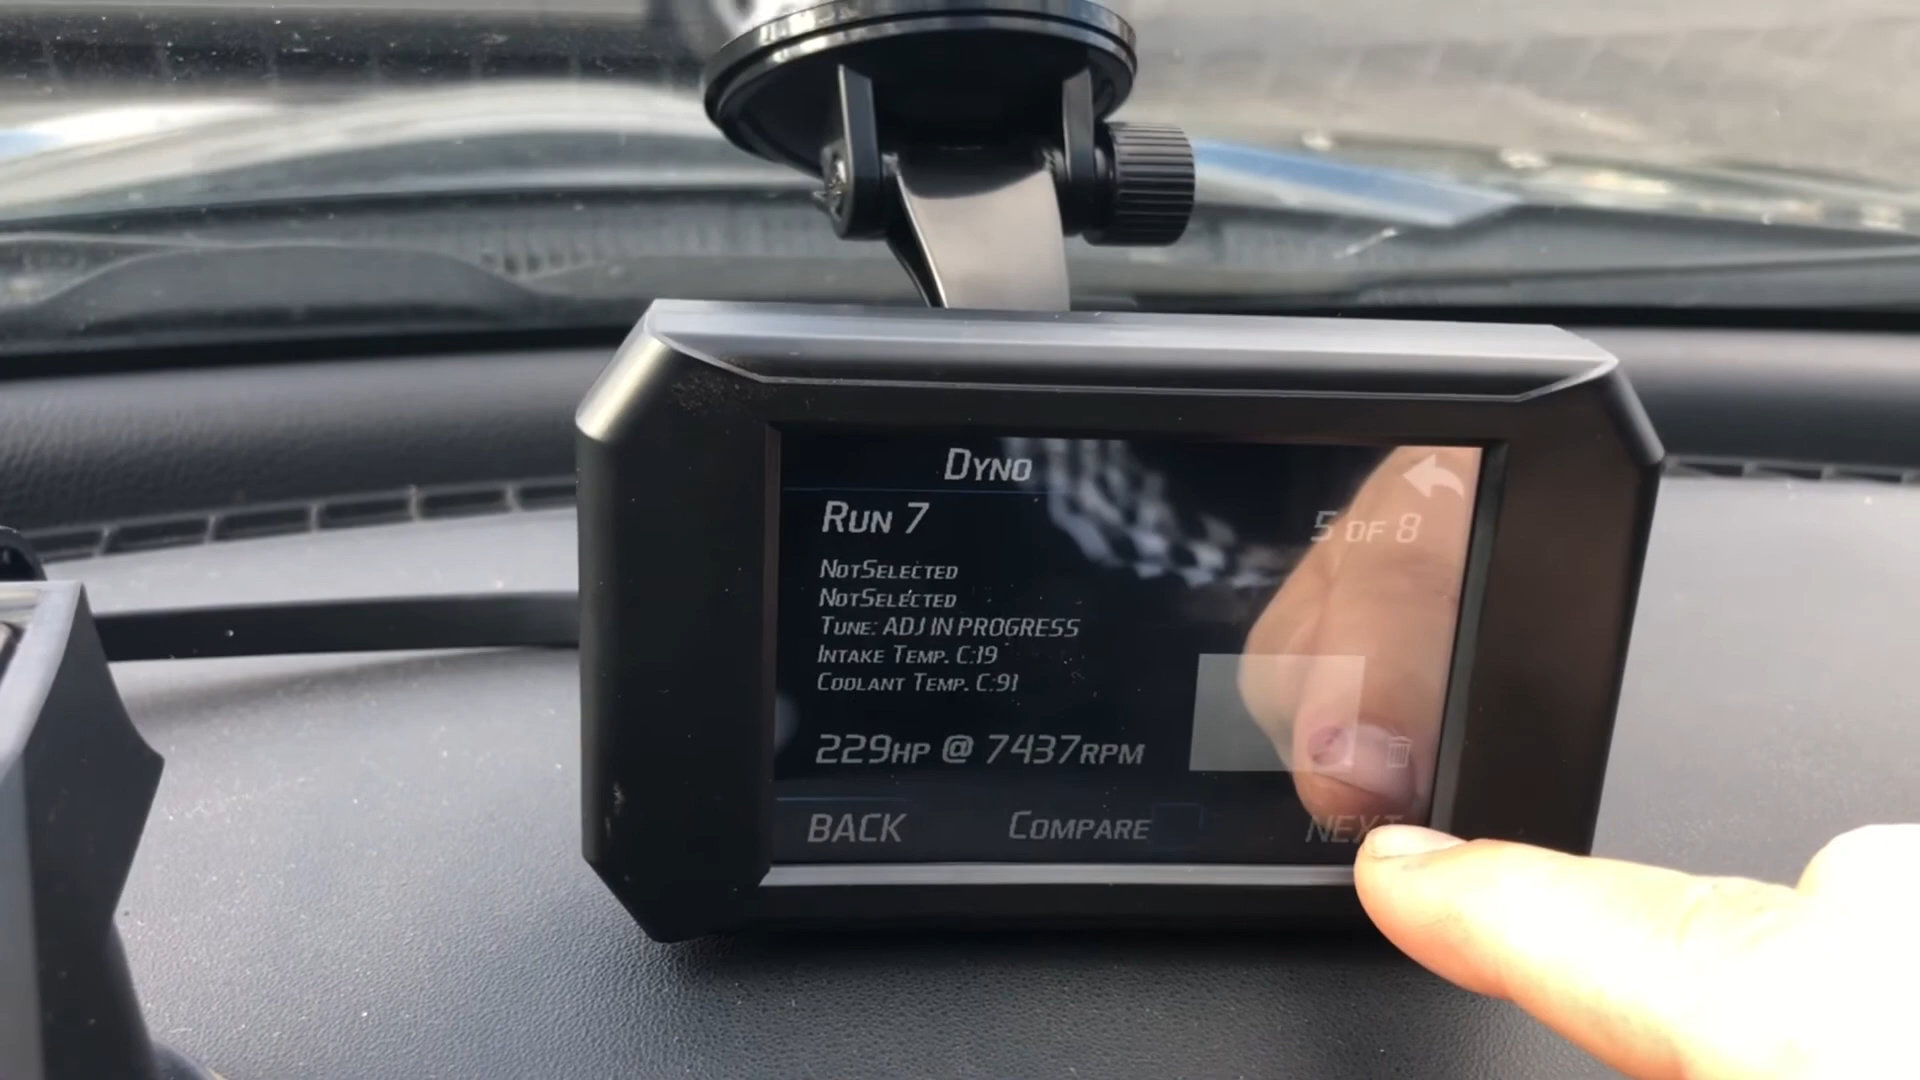 DYNO
RUN 7
5 OF 8
NOTSELECTED
NOTSELECTED
TUNE: ADJ IN PROGRESS
INTAKE TEMP. C:19
COOLANT TEMP. C:91
229HP @ 7437RPM
BACK
COMPARE
NEXT